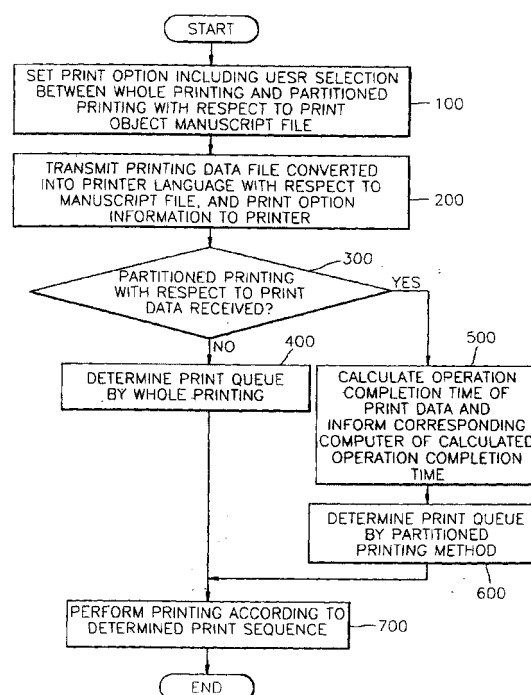 START
SET PRINT OPTION INCLUDING UESR SELECTION
BETWEEN WHOLE PRINTING AND PARTITIONED
PRINTING WITH RESPECT TO PRINT
OBJECT MANUSCRIPT FILE
100
TRANSMIT PRINTING DATA FILE CONVERTED
INTO PRINTER LANGUAGE WITH RESPECT TO
MANUSCRIPT FILE, AND PRINT OPTION
INFORMATION TO PRINTER
200
300
PARTITIONED PRINTING
WITH RESPECT TO PRINT
DATA RECEIVED?
YES
NO
400
DETERMINE PRINT QUEUE
BY WHOLE PRINTING
500
CALCULATE OPERATION
COMPLETION TIME OF
PRINT DATA AND
INFORM CORRESPONDING
COMPUTER OF CALCULATED
OPERATION COMPLETION
TIME
DETERMINE PRINT QUEUE
BY PARTITIONED
PRINTING METHOD
600
PERFORM PRINTING ACCORDING TO
DETERMINED PRINT SEQUENCE
700
END